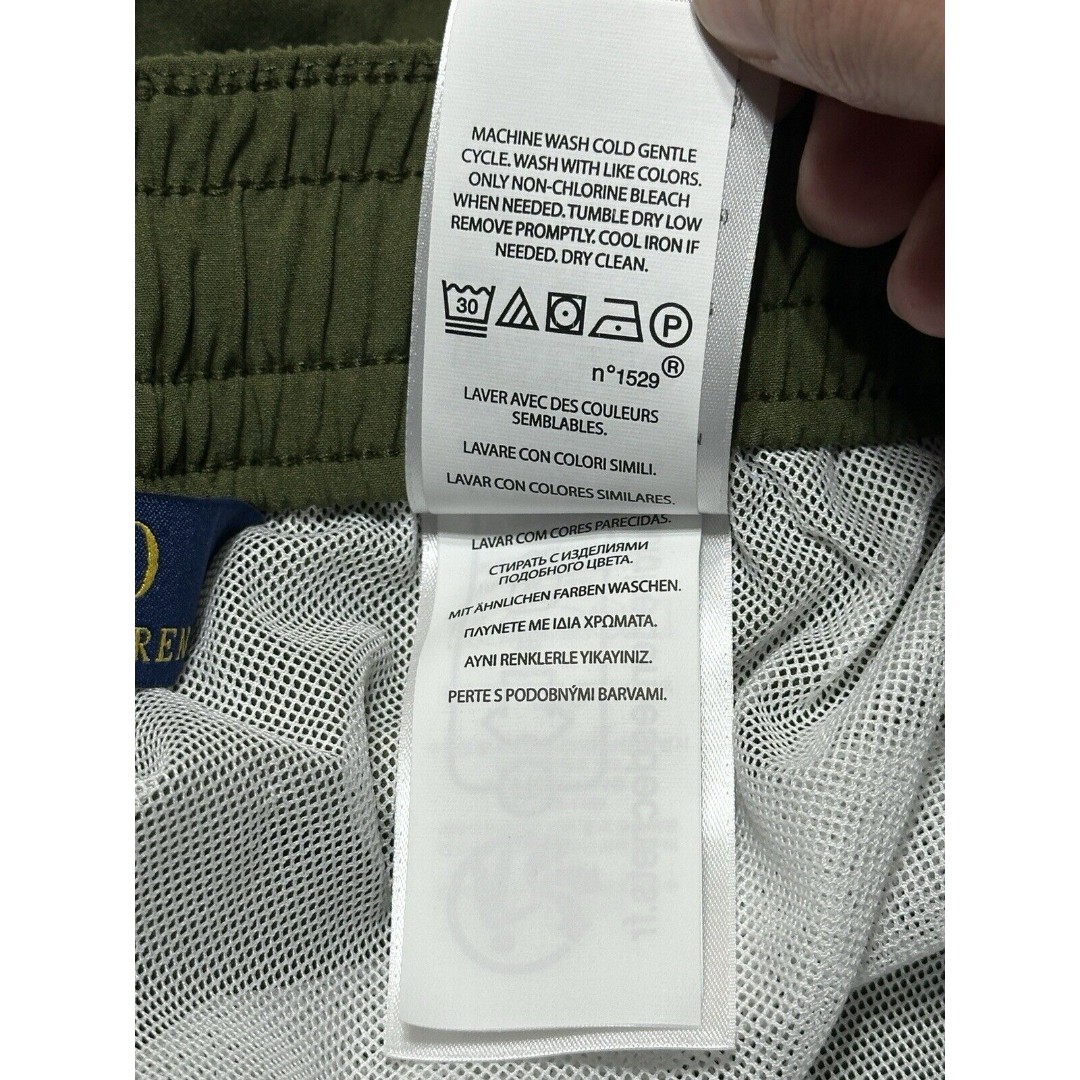 MACHINE WASH COLD GENTLE
CYCLE. WASH WITH LIKE COLORS.
ONLY NON-CHLORINE BLEACH
WHEN NEEDED. TUMBLE DRY LOW
REMOVE PROMPTLY. COOL IRON IF
NEEDED. DRY CLEAN.
30 P
n°1529®
LAVER AVEC DES COULEURS
SEMBLABLES.
LAVARE CON COLORI SIMILI.
LAVAR CON COLORES SIMILARES.
LAVAR COM CORES PARECIDAS.
СТИРАТЬ С ИЗДЕЛИЯМИ
ПОДОБНОГО ЦВЕТА.
MIT ÄHNLICHEN FARBEN WASCHEN.
ΠΛΥΝΕΤΕ ΜΕ ΙΔΙΑ ΧΡΩΜΑΤΑ.
AYNI RENKLERLE YIKAYINIZ.
PERTE S PODOBNÝMI BARVAMI.